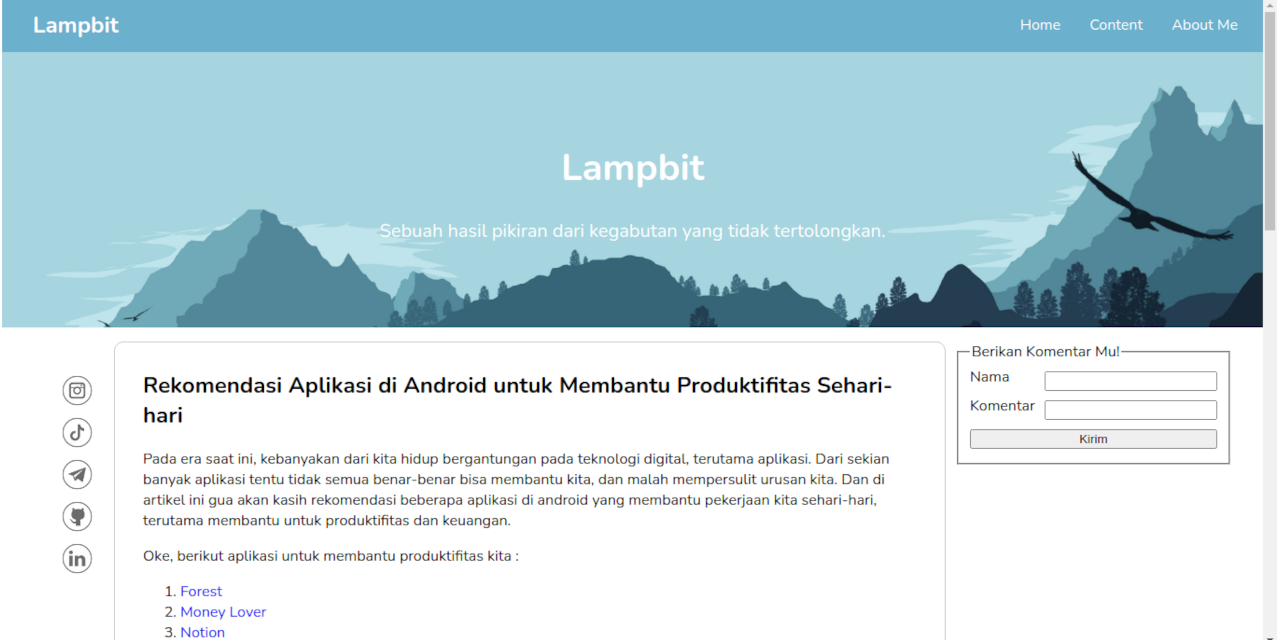 Lampbit
Home
Content
About Me
Lampbit
Sebuah hasil pikiran dari kegabutan yang tidak tertolongkan.
Rekomendasi Aplikasi di Android untuk Membantu Produktifitas Sehari-
hari
Pada era saat ini, kebanyakan dari kita hidup bergantungan pada teknologi digital, terutama aplikasi. Dari sekian
banyak aplikasi tentu tidak semua benar-benar bisa membantu kita, dan malah mempersulit urusan kita. Dan di
artikel ini gua akan kasih rekomendasi beberapa aplikasi di android yang membantu pekerjaan kita sehari-hari,
terutama membantu untuk produktifitas dan keuangan.
Oke, berikut aplikasi untuk membantu produktifitas kita :
1. Forest
2. Money Lover
3. Notion
Berikan Komentar Mu!
Nama
Komentar
Kirim